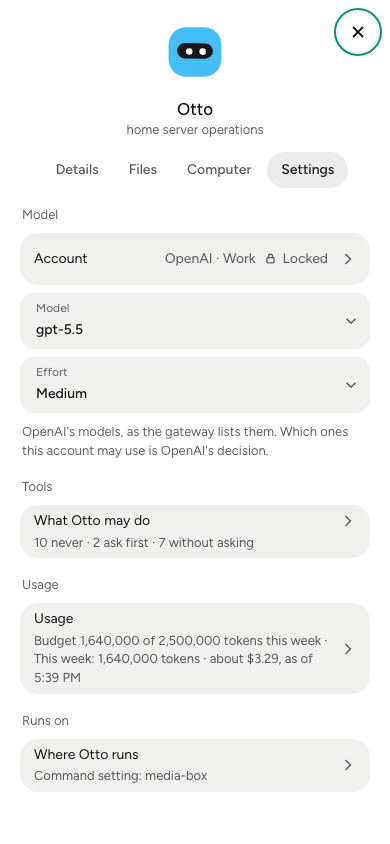 Otto
home server operations
Details Files Computer Settings
Model
Account OpenAI · Work Locked
Model
gpt-5.5
Effort
Medium
OpenAI's models, as the gateway lists them. Which ones
this account may use is OpenAI's decision.
Tools
What Otto may do
10 never · 2 ask first · 7 without asking
Usage
Usage
Budget 1,640,000 of 2,500,000 tokens this week ·
This week: 1,640,000 tokens · about $3.29, as of
5:39 PM
Runs on
Where Otto runs
Command setting: media-box